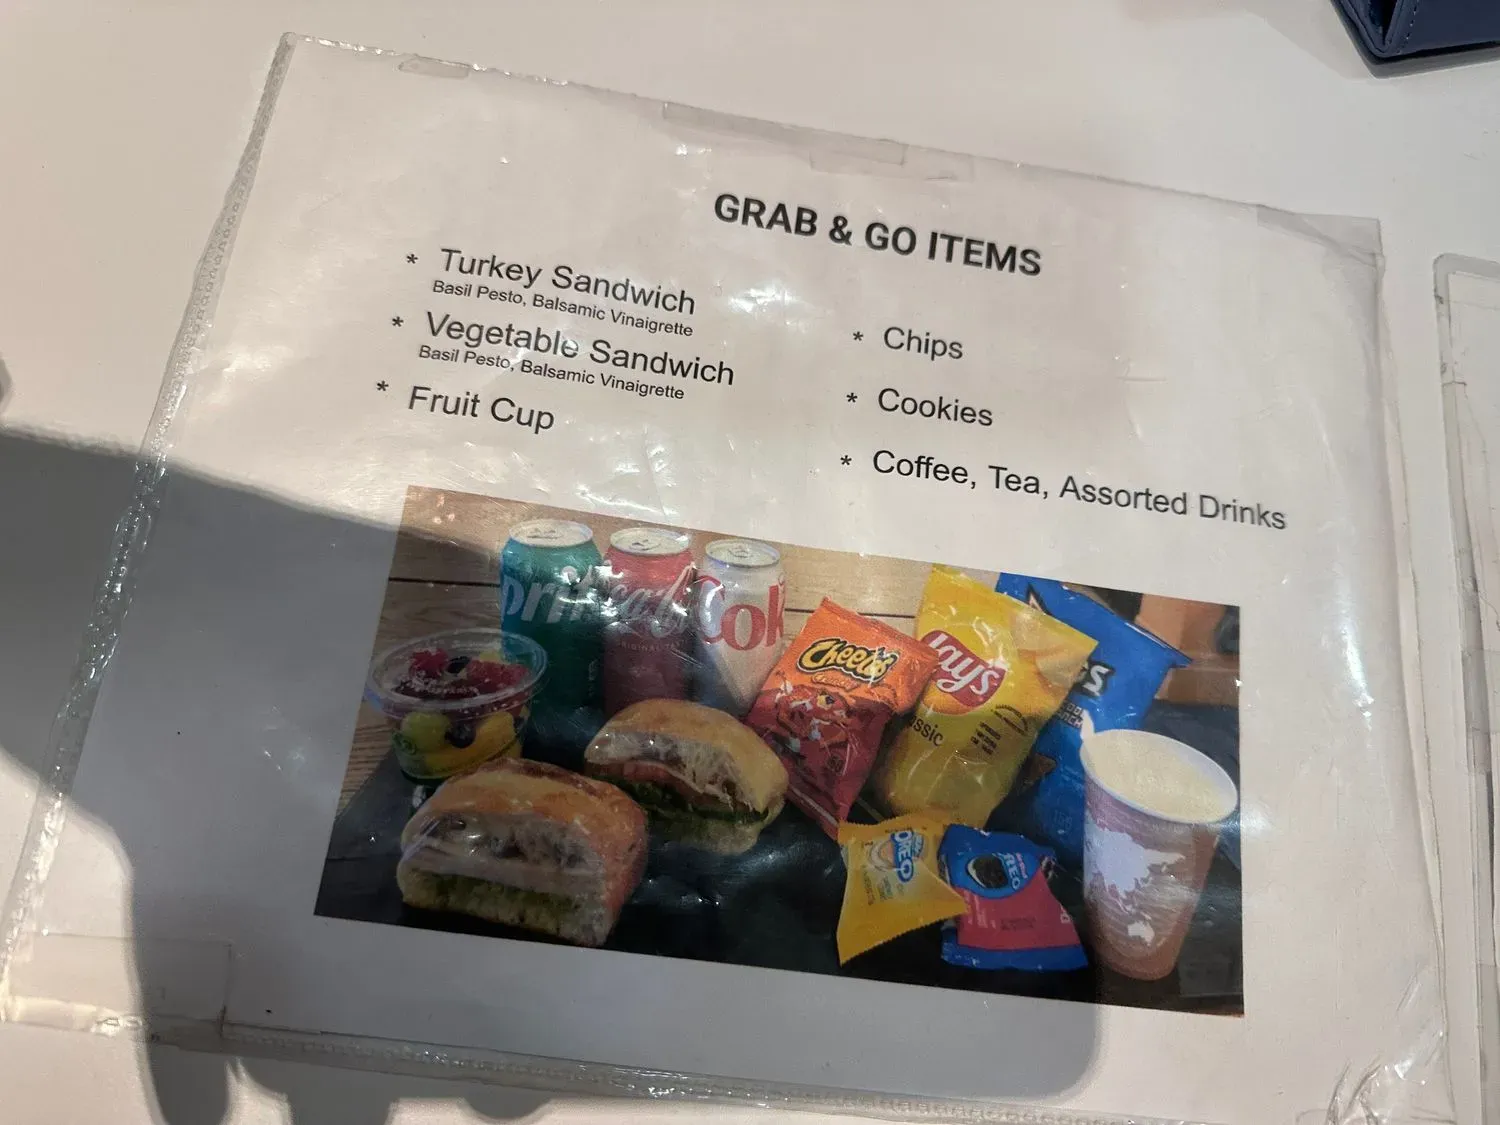 GRAB & GO ITEMS
* Turkey Sandwich
Basil Pesto, Balsamic Vinaigrette
* Vegetable Sandwich
Basil Pesto, Balsamic Vinaigrette
* Fruit Cup
* Chips
* Cookies
* Coffee, Tea, Assorted Drinks
Cheetos
Lay's
OREO